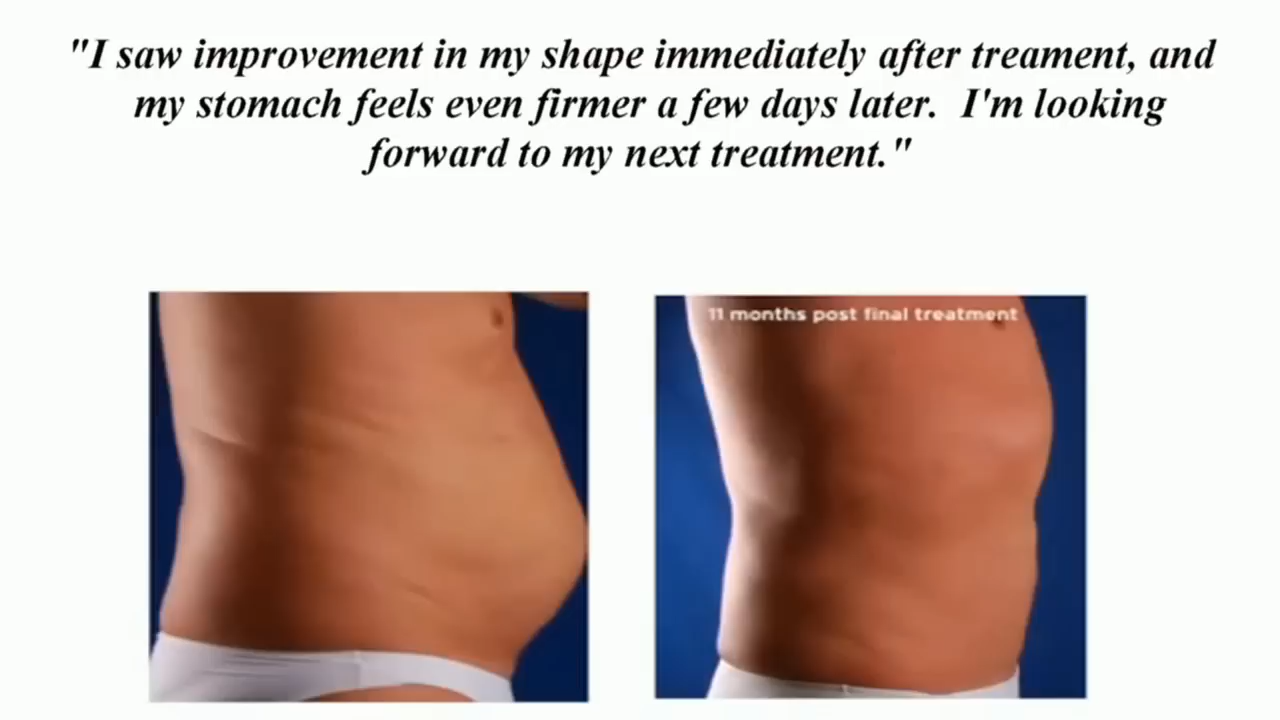 "I saw improvement in my shape immediately after treament, and
my stomach feels even firmer a few days later.  I'm looking
forward to my next treatment."
11 months post final treatment